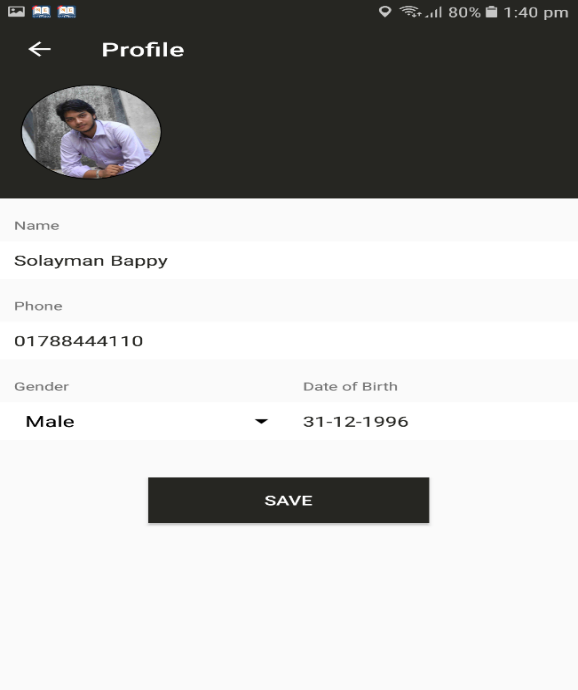 80% 1:40 pm
Profile
Name
Solayman Bappy
Phone
01788444110
Gender Date of Birth
Male 31-12-1996
SAVE